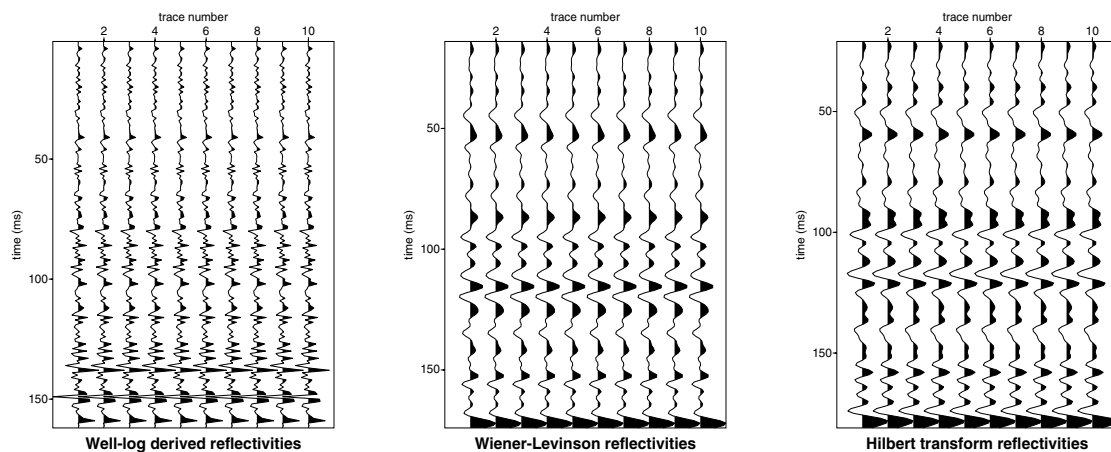 trace number
2 4 6 8 10
50
100
150
time (ms)
Well-log derived reflectivities
trace number
2 4 6 8 10
50
100
150
time (ms)
Wiener-Levinson reflectivities
trace number
2 4 6 8 10
50
100
150
time (ms)
Hilbert transform reflectivities